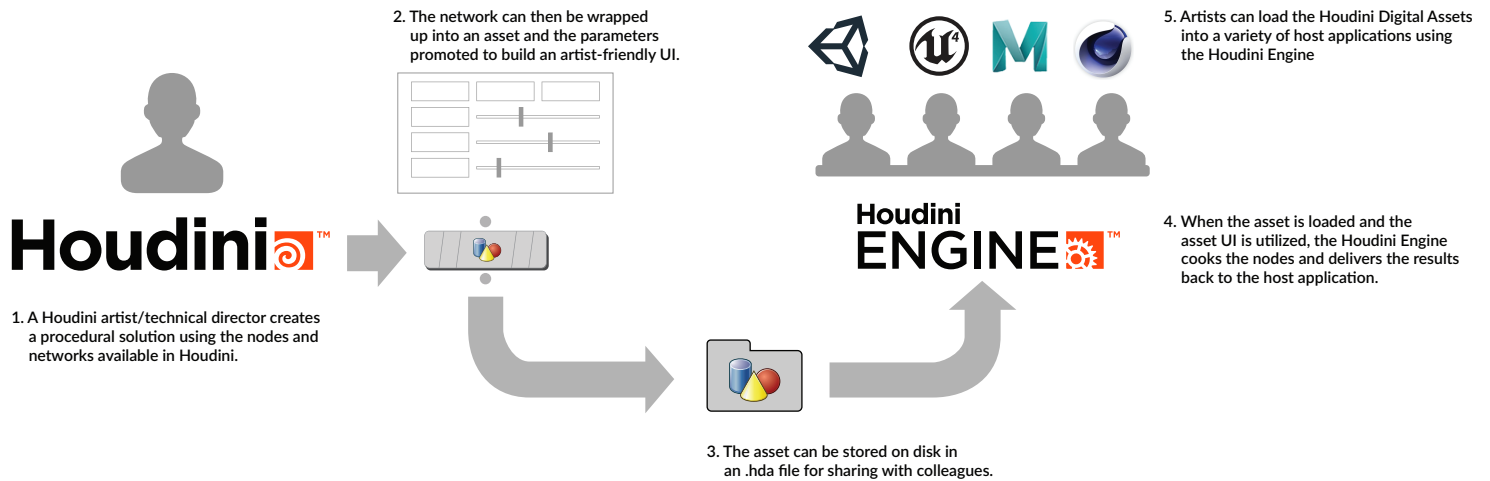 2. The network can then be wrapped
up into an asset and the parameters
promoted to build an artist-friendly UI.
5. Artists can load the Houdini Digital Assets
into a variety of host applications using
the Houdini Engine
U4
M
Houdini™
Houdini
ENGINE™
4. When the asset is loaded and the
asset UI is utilized, the Houdini Engine
cooks the nodes and delivers the results
back to the host application.
1. A Houdini artist/technical director creates
a procedural solution using the nodes and
networks available in Houdini.
3. The asset can be stored on disk in
an .hda file for sharing with colleagues.